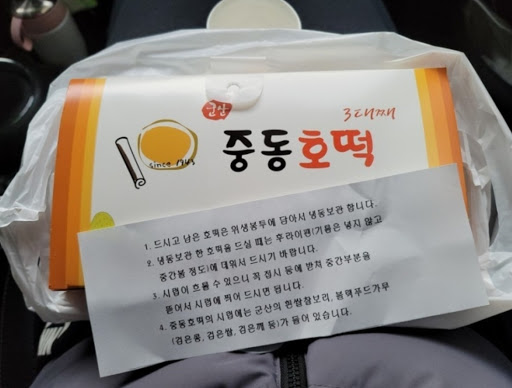 군산
3대째
중동호떡
since 1943
1. 드시고 남은 호떡은 위생봉투에 담아서 냉동보관 합니다.
2. 냉동보관 한 호떡을 드실 때는 후라이팬(기름은 넣지 않고
중간불 정도)에 데워서 드시기 바랍니다.
3. 시럽이 흐를 수 있으니 꼭 접시 등에 받쳐 중간부분을
뜯어서 시럽에 찍어 드시면 됩니다.
4. 중동호떡의 시럽에는 군산의 흰찰쌀보리, 블랙푸드가루
(검은콩, 검은쌀, 검은깨 등)가 들어 있습니다.